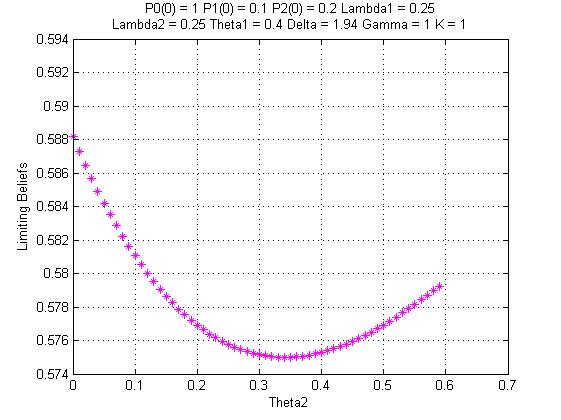 P0(0) = 1 P1(0) = 0.1 P2(0) = 0.2 Lambda1 = 0.25
Lambda2 = 0.25 Theta1 = 0.4 Delta = 1.94 Gamma = 1 K = 1
0.594
0.592
0.59
0.588
0.586
0.584
0.582
0.58
0.578
0.576
0.574
Limiting Beliefs
0 0.1 0.2 0.3 0.4 0.5 0.6 0.7
Theta2